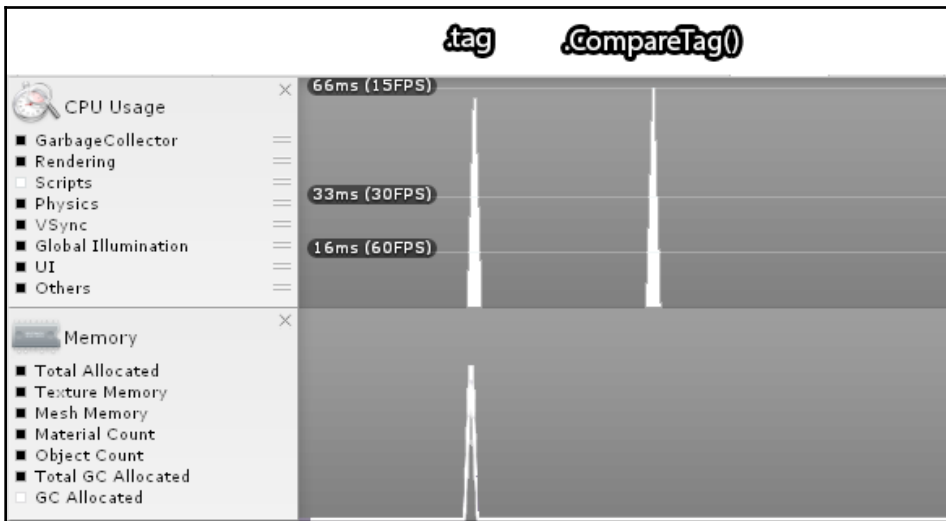 .tag .CompareTag()
CPU Usage
GarbageCollector
Rendering
Scripts
Physics
VSync
Global Illumination
UI
Others
66ms (15FPS)
33ms (30FPS)
16ms (60FPS)
Memory
Total Allocated
Texture Memory
Mesh Memory
Material Count
Object Count
Total GC Allocated
GC Allocated